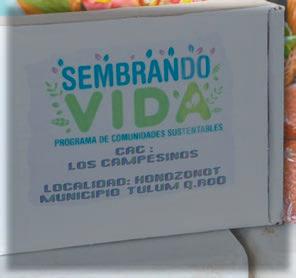 SEMBRANDO
VIDA
PROGRAMA DE COMUNIDADES SUSTENTABLES
CAC :
LOS CAMPESINOS
LOCALIDAD: HONDZONOT
MUNICIPIO TULUM Q.ROO